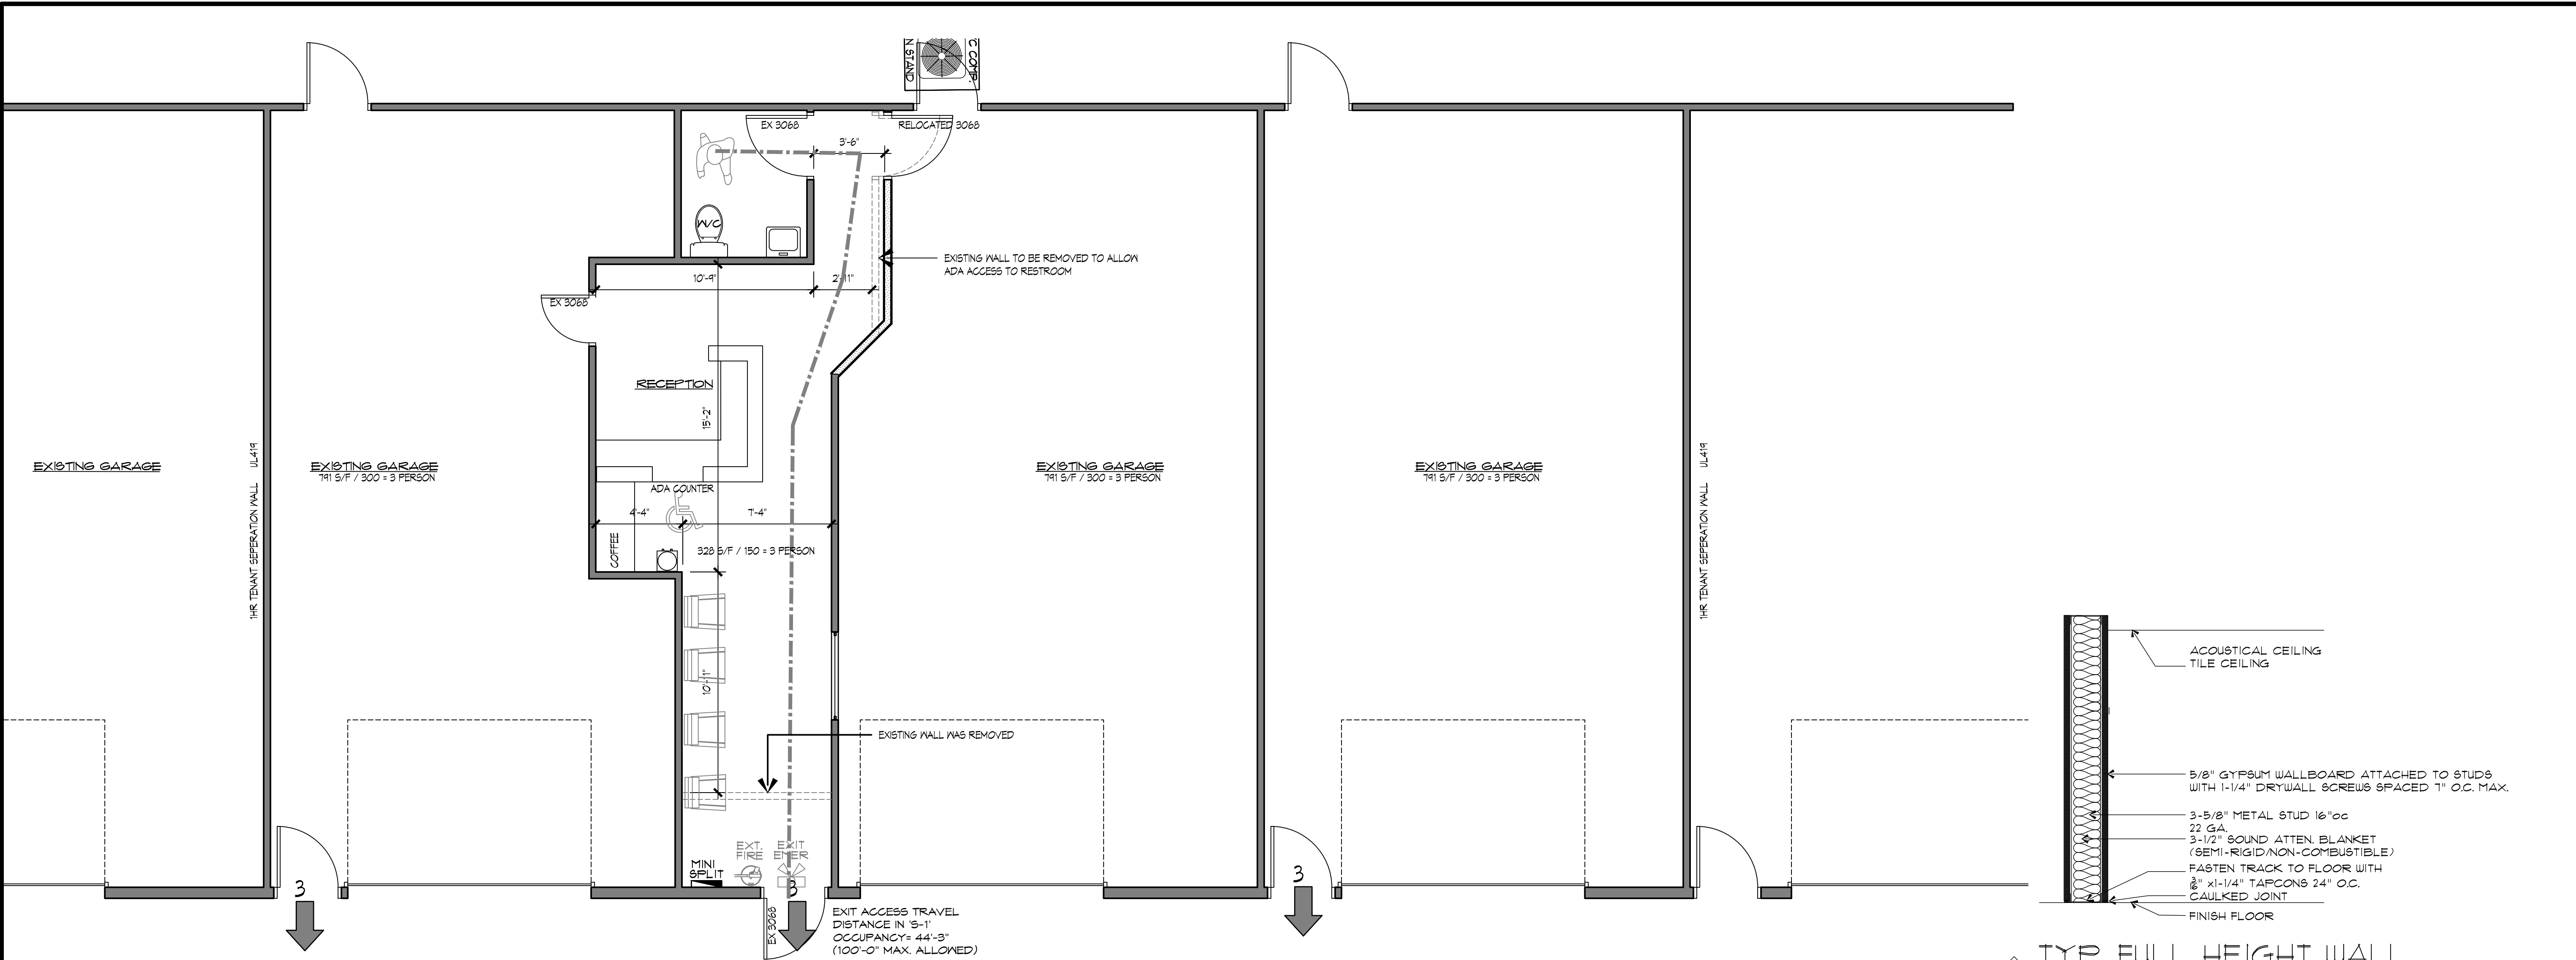 C COMP.
N STAND
EX 3068
RELOCATED 3068
3'-6"
W/C
EXISTING WALL TO BE REMOVED TO ALLOW
ADA ACCESS TO RESTROOM
10'-9"
2'-11"
EX 3068
RECEPTION
15'-2"
EXISTING GARAGE
1HR TENANT SEPERATION WALL UL419
EXISTING GARAGE
791 S/F / 300 = 3 PERSON
EXISTING GARAGE
791 S/F / 300 = 3 PERSON
EXISTING GARAGE
791 S/F / 300 = 3 PERSON
1HR TENANT SEPERATION WALL UL419
ADA COUNTER
4'-4"
7'-4"
COFFEE
328 S/F / 150 = 3 PERSON
10'-11"
EXISTING WALL WAS REMOVED
EXT.
FIRE
EXIT
EMER
MINI
SPLIT
3
3
3
EX 3068
EXIT ACCESS TRAVEL
DISTANCE IN 'S-1'
OCCUPANCY= 44'-3"
(100'-0" MAX. ALLOWED)
ACOUSTICAL CEILING
TILE CEILING
5/8" GYPSUM WALLBOARD ATTACHED TO STUDS
WITH 1-1/4" DRYWALL SCREWS SPACED 7" O.C. MAX.
3-5/8" METAL STUD 16"oc
22 GA.
3-1/2" SOUND ATTEN. BLANKET
(SEMI-RIGID/NON-COMBUSTIBLE)
FASTEN TRACK TO FLOOR WITH
3/16" x1-1/4" TAPCONS 24" O.C.
CAULKED JOINT
FINISH FLOOR
TYP. FULL HEIGHT WALL